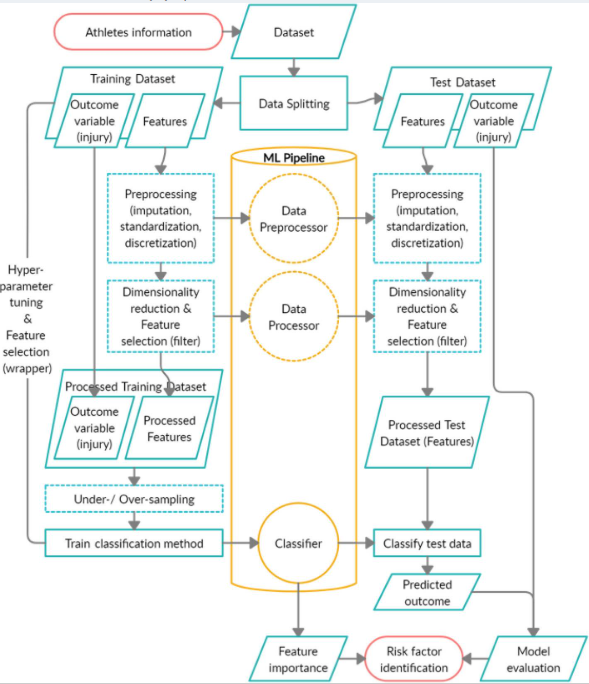 Athletes information
Dataset
Training Dataset
Outcome
variable
(injury)
Features
Data Splitting
Test Dataset
Features
Outcome
variable
(injury)
ML Pipeline
Preprocessing
(imputation,
standardization,
discretization)
Data
Preprocessor
Preprocessing
(imputation,
standardization,
discretization)
Hyper-
parameter
tuning
&
Feature
selection
(wrapper)
Dimensionality
reduction &
Feature
selection (filter)
Data
Processor
Dimensionality
reduction &
Feature
selection (filter)
Processed Training Dataset
Outcome
variable
(injury)
Processed
Features
Processed Test
Dataset (Features)
Under-/ Over-sampling
Train classification method
Classifier
Classify test data
Predicted
outcome
Feature
importance
Risk factor
identification
Model
evaluation